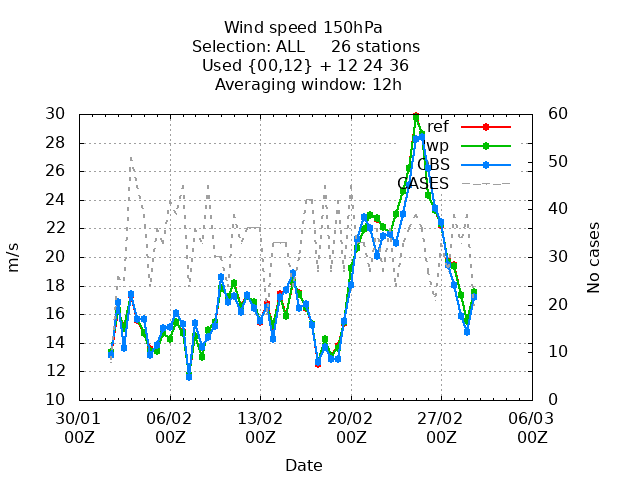 Wind speed 150hPa
Selection: ALL     26 stations
Used {00,12} + 12 24 36
Averaging window: 12h
30
28
26
24
22
20
18
16
14
12
10
m/s
60
50
40
30
20
10
0
No cases
ref
wp
OBS
CASES
30/01 06/02 13/02 20/02 27/02 06/03
00Z 00Z 00Z 00Z 00Z 00Z
Date